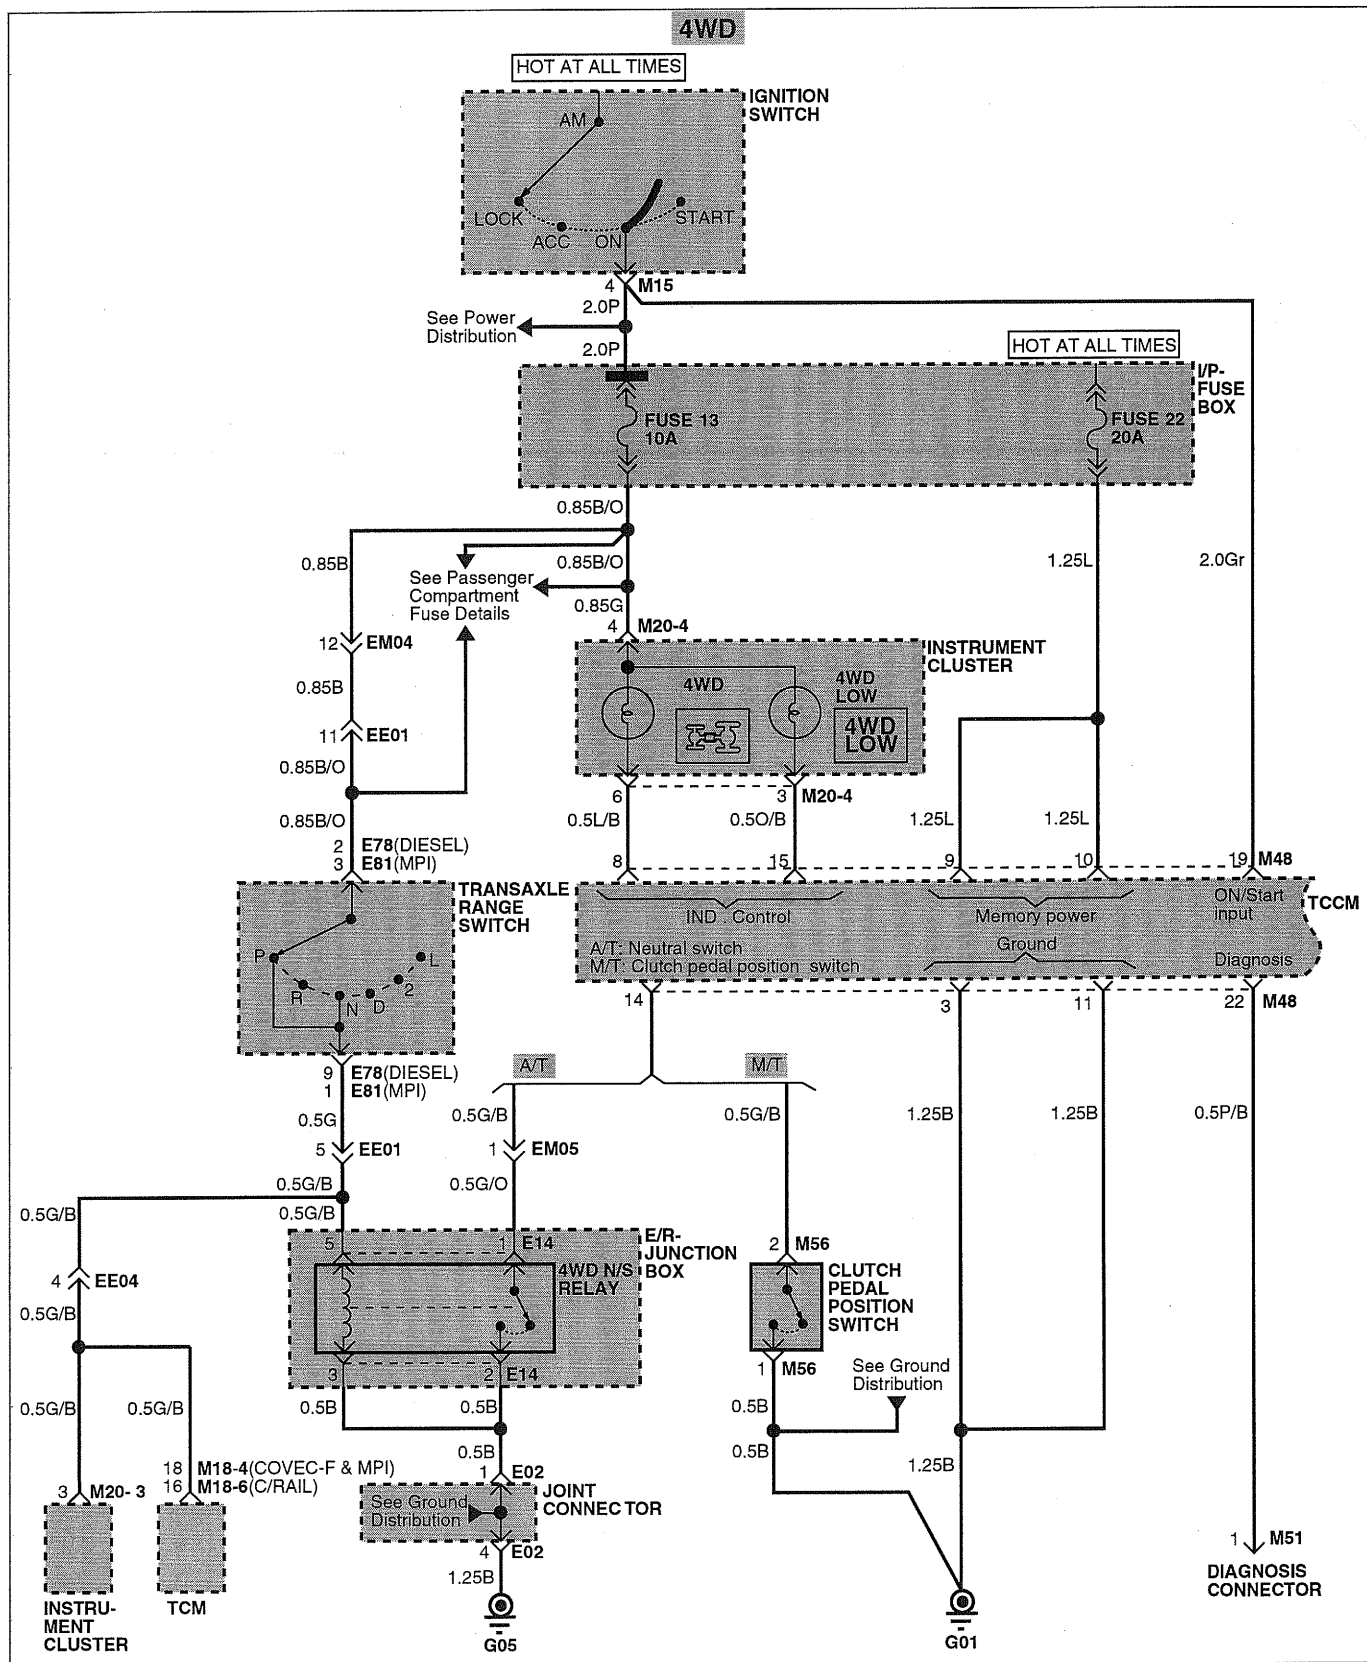 4WD
HOT AT ALL TIMES
IGNITION
SWITCH
AM
LOCK
ACC
ON
START
4
M15
2.0P
See Power
Distribution
2.0P
HOT AT ALL TIMES
I/P-
FUSE
BOX
FUSE 13
10A
FUSE 22
20A
0.85B/O
0.85B
0.85B/O
1.25L
2.0Gr
See Passenger
Compartment
Fuse Details
0.85G
4
M20-4
12
EM04
INSTRUMENT
CLUSTER
0.85B
4WD
4WD
LOW
4WD
LOW
11
EE01
0.85B/O
6
3
M20-4
0.85B/O
0.5L/B
0.5O/B
1.25L
1.25L
2
E78(DIESEL)
3
E81(MPI)
8
15
9
10
19
M48
TRANSAXLE
RANGE
SWITCH
P
R
N
D
2
L
IND . Control
Memory power
ON/Start
input
TCCM
A/T: Neutral switch
M/T: Clutch pedal position switch
Ground
Diagnosis
14
3
11
22
M48
9
E78(DIESEL)
1
E81(MPI)
A/T
M/T
0.5G
0.5G/B
0.5G/B
1.25B
1.25B
0.5P/B
5
EE01
1
EM05
0.5G/B
0.5G/O
0.5G/B
0.5G/B
5
1
E14
E/R-
JUNCTION
BOX
2
M56
4
EE04
4WD N/S
RELAY
CLUTCH
PEDAL
POSITION
SWITCH
0.5G/B
3
2
E14
1
M56
See Ground
Distribution
0.5G/B
0.5G/B
0.5B
0.5B
0.5B
0.5B
0.5B
1.25B
18
M18-4(COVEC-F & MPI)
16
M18-6(C/RAIL)
3
M20- 3
1
E02
JOINT
CONNECTOR
See Ground
Distribution
4
E02
1.25B
1
M51
DIAGNOSIS
CONNECTOR
INSTRU-
MENT
CLUSTER
TCM
G05
G01